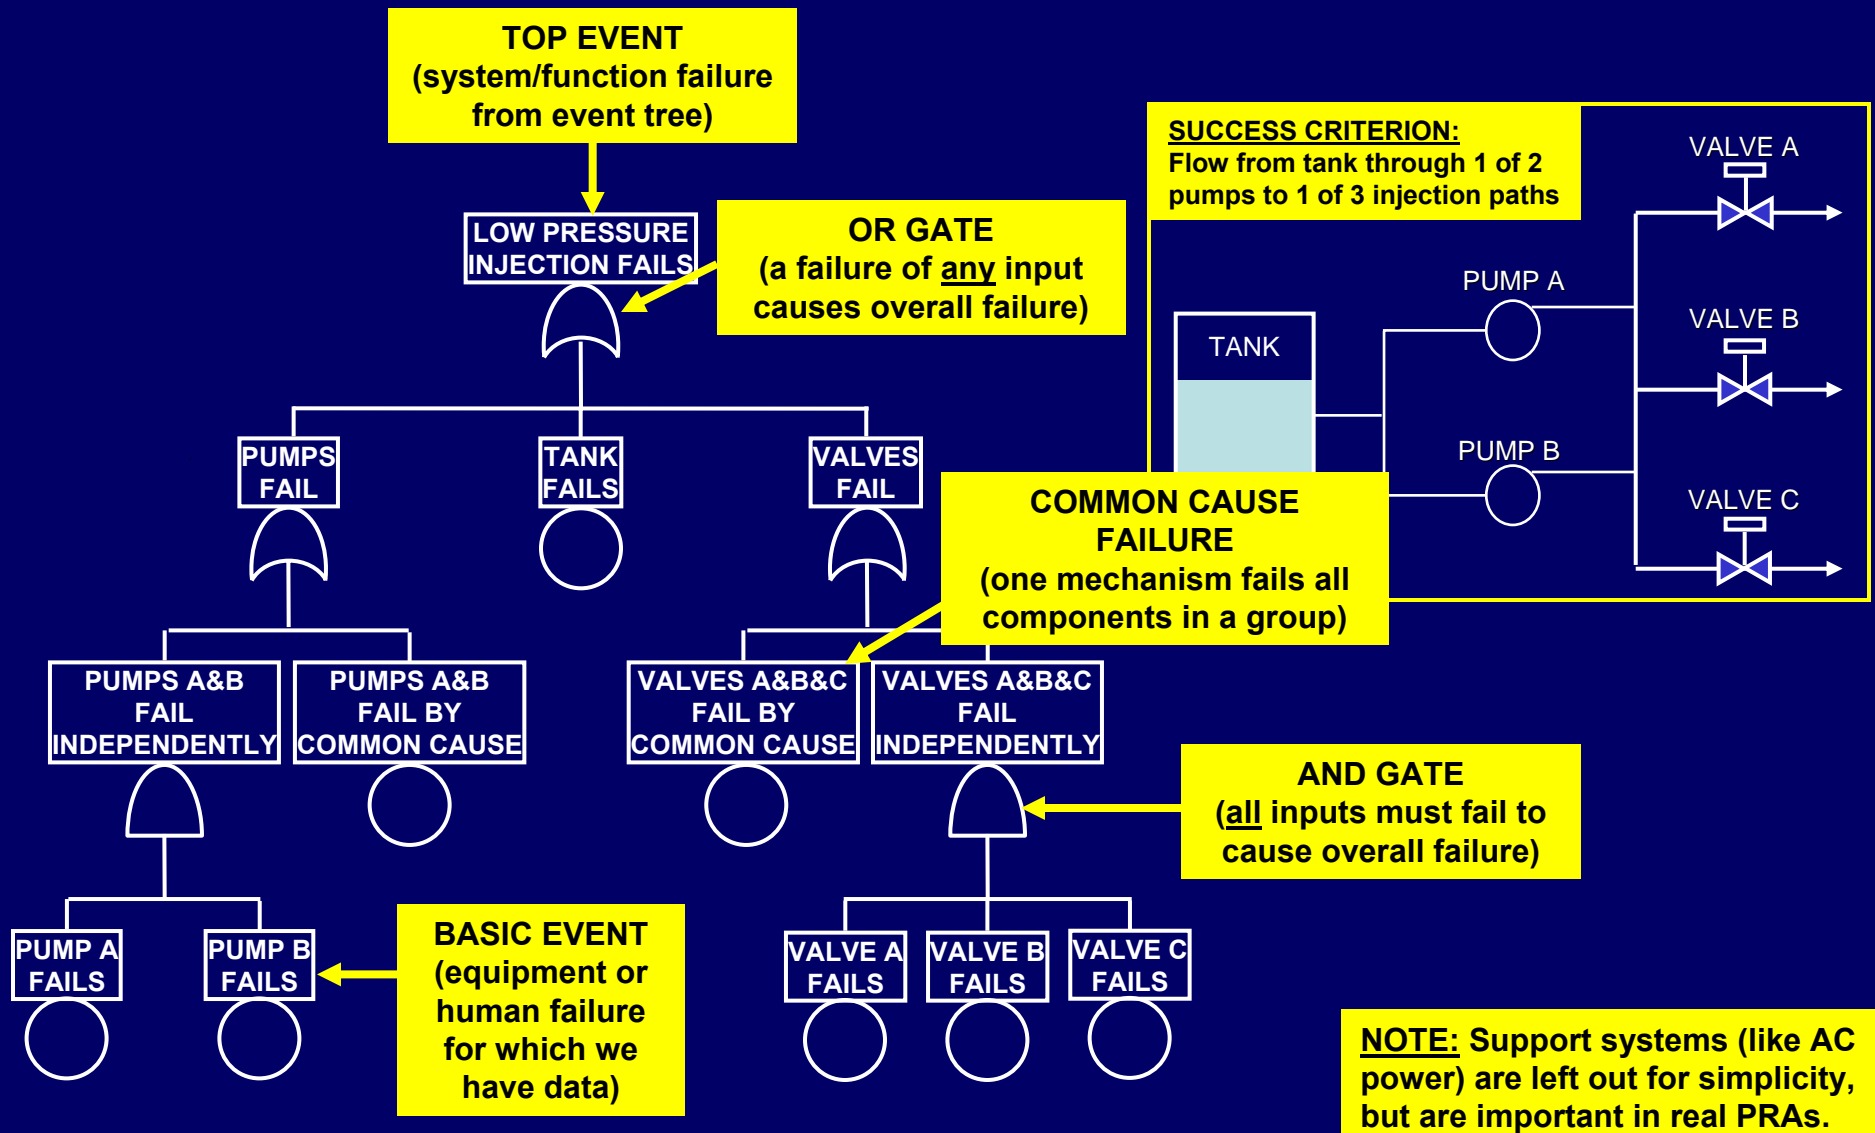 TOP EVENT
(system/function failure
from event tree)
SUCCESS CRITERION:
Flow from tank through 1 of 2
pumps to 1 of 3 injection paths
VALVE A
LOW PRESSURE
INJECTION FAILS
OR GATE
(a failure of any input
causes overall failure)
PUMP A
TANK
VALVE B
PUMPS
FAIL
TANK
FAILS
VALVES
FAIL
PUMP B
COMMON CAUSE
FAILURE
(one mechanism fails all
components in a group)
VALVE C
PUMPS A&B
FAIL
INDEPENDENTLY
PUMPS A&B
FAIL BY
COMMON CAUSE
VALVES A&B&C
FAIL BY
COMMON CAUSE
VALVES A&B&C
FAIL
INDEPENDENTLY
AND GATE
(all inputs must fail to
cause overall failure)
PUMP A
FAILS
PUMP B
FAILS
BASIC EVENT
(equipment or
human failure
for which we
have data)
VALVE A
FAILS
VALVE B
FAILS
VALVE C
FAILS
NOTE: Support systems (like AC
power) are left out for simplicity,
but are important in real PRAs.